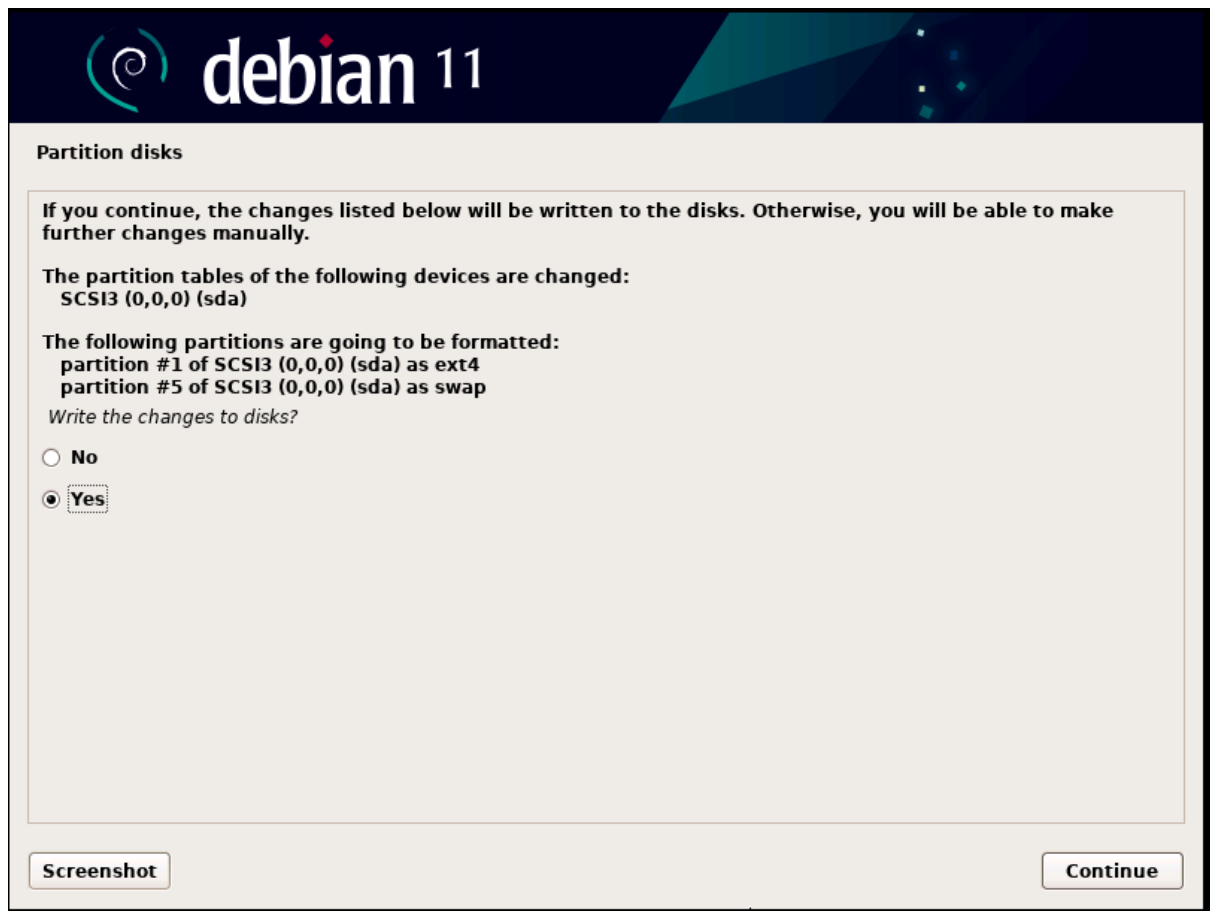 debian 11
Partition disks
If you continue, the changes listed below will be written to the disks. Otherwise, you will be able to make
further changes manually.
The partition tables of the following devices are changed:
SCSI3 (0,0,0) (sda)
The following partitions are going to be formatted:
partition #1 of SCSI3 (0,0,0) (sda) as ext4
partition #5 of SCSI3 (0,0,0) (sda) as swap
Write the changes to disks?
No
Yes
Screenshot
Continue